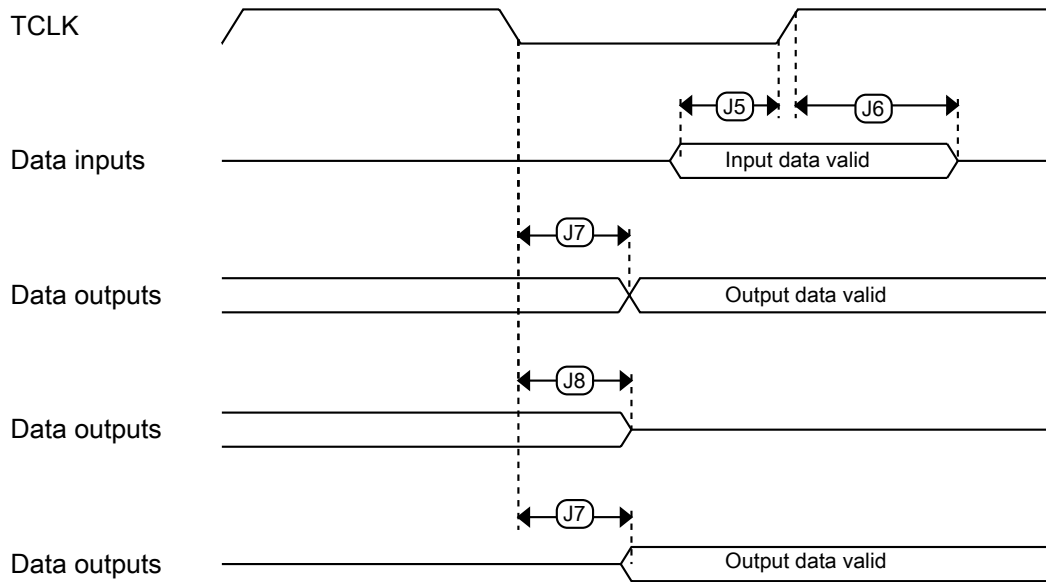 TCLK
J5
J6
Data inputs
Input data valid
J7
Data outputs
Output data valid
J8
Data outputs
J7
Data outputs
Output data valid